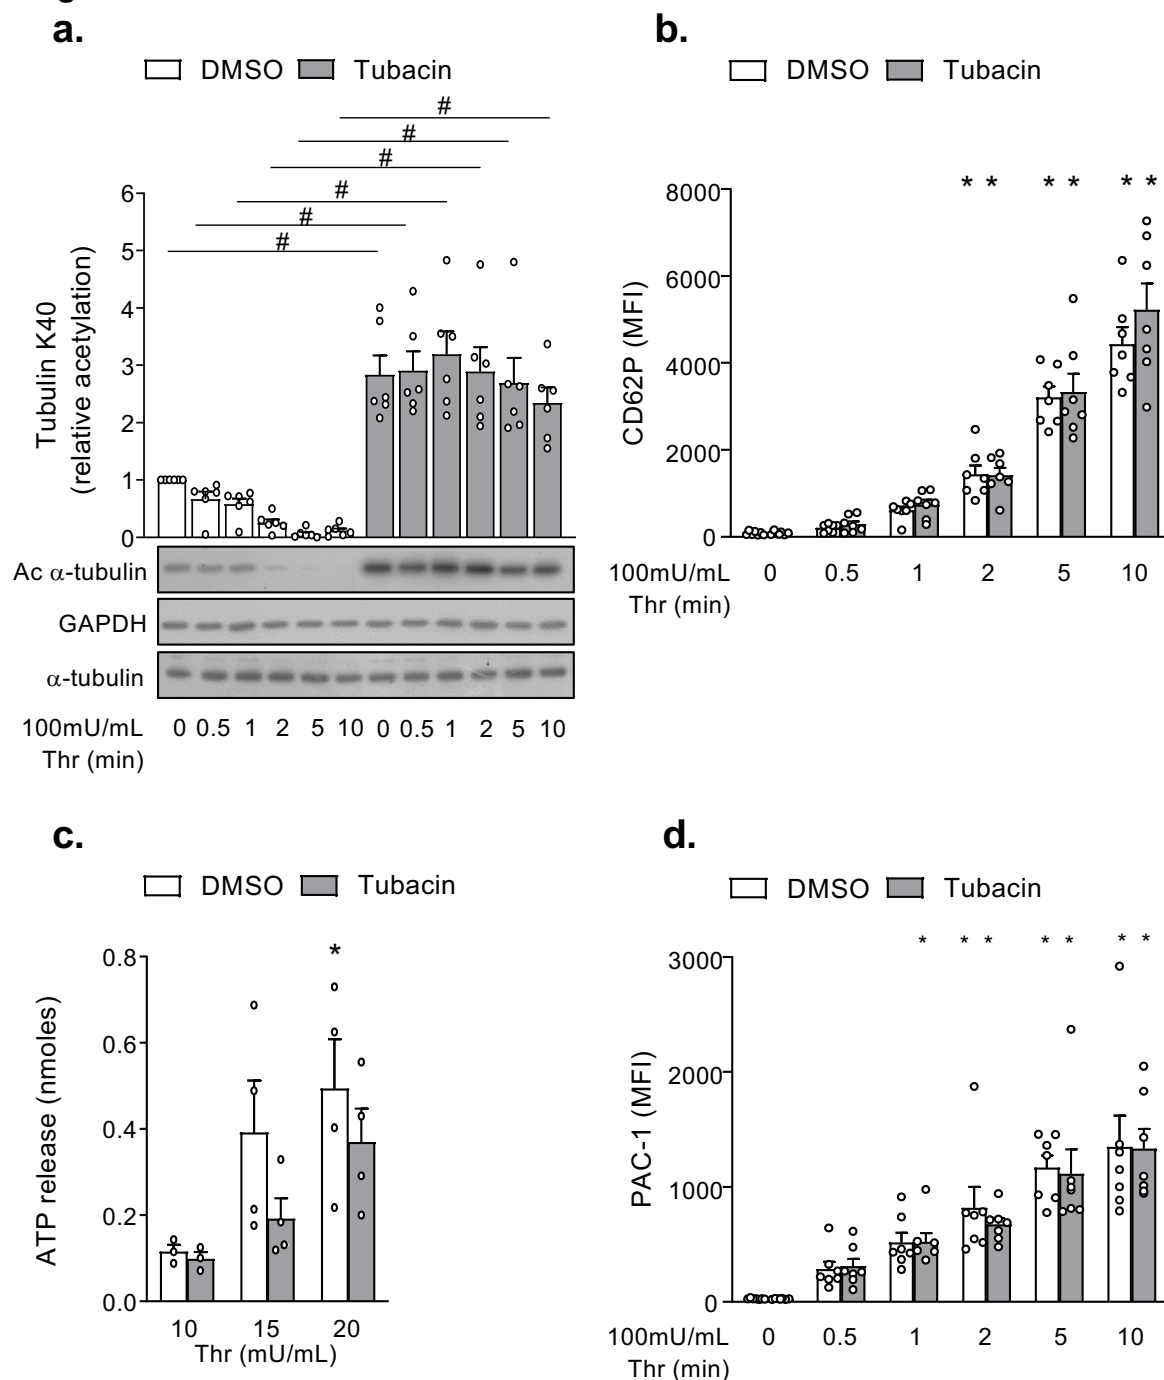 a.
DMSO Tubacin
#
#
#
#
#
#
6
5
4
3
2
1
0
Tubulin K40
(relative acetylation)
Ac α-tubulin
GAPDH
α-tubulin
100mU/mL 0 0.5 1 2 5 10 0 0.5 1 2 5 10
Thr (min)
b.
DMSO Tubacin
* * * * * *
8000
6000
4000
2000
0
CD62P (MFI)
100mU/mL 0 0.5 1 2 5 10
Thr (min)
c.
DMSO Tubacin
*
0.8
0.6
0.4
0.2
0.0
ATP release (nmoles)
10 15 20
Thr (mU/mL)
d.
DMSO Tubacin
* * * * * * *
3000
2000
1000
0
PAC-1 (MFI)
100mU/mL 0 0.5 1 2 5 10
Thr (min)